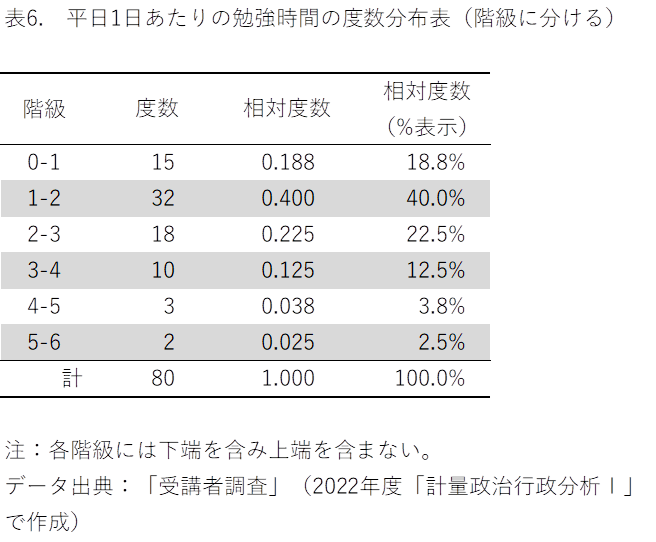 表6.　平日1日あたりの勉強時間の度数分布表（階級に分ける）
階級 度数 相対度数 相対度数
（%表示）
0-1 15 0.188 18.8%
1-2 32 0.400 40.0%
2-3 18 0.225 22.5%
3-4 10 0.125 12.5%
4-5 3 0.038 3.8%
5-6 2 0.025 2.5%
計 80 1.000 100.0%
注：各階級には下端を含み上端を含まない。
データ出典：「受講者調査」（2022年度「計量政治行政分析Ⅰ」
で作成）